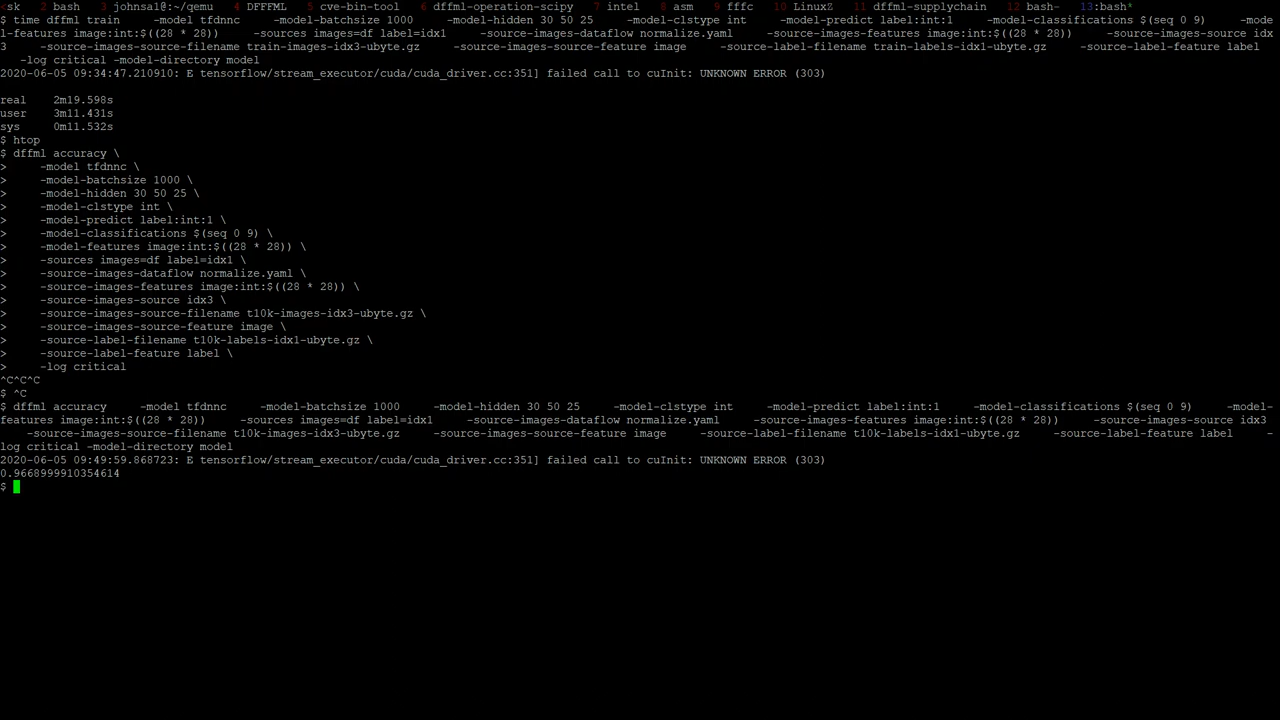 <sk 2 bash 3 johnsal@:~/qemu 4 DFFFML 5 cve-bin-tool 6 dffml-operation-scipy 7 intel 8 asm 9 fffc 10 Linux2 11 dffml-supplychain 12 bash- 13:bash*
$ time dffml train -model tfdnnc -model-batchsize 1000 -model-hidden 30 50 25 -model-clstype int -model-predict label:int:1 -model-classifications $(seq 0 9) -mode
l-features image:int:$((28 * 28)) -sources images=df label=idx1 -source-images-dataflow normalize.yaml -source-images-features image:int:$((28 * 28)) -source-images-source idx
3 -source-images-source-filename train-images-idx3-ubyte.gz -source-images-source-feature image -source-label-filename train-labels-idx1-ubyte.gz -source-label-feature label
-log critical -model-directory model
2020-06-05 09:34:47.210910: E tensorflow/stream_executor/cuda/cuda_driver.cc:351] failed call to cuInit: UNKNOWN ERROR (303)
real 2m19.598s
user 3m11.431s
sys 0m11.532s
$ htop
$ dffml accuracy \
> -model tfdnnc \
> -model-batchsize 1000 \
> -model-hidden 30 50 25 \
> -model-clstype int \
> -model-predict label:int:1 \
> -model-classifications $(seq 0 9) \
> -model-features image:int:$((28 * 28)) \
> -sources images=df label=idx1 \
> -source-images-dataflow normalize.yaml \
> -source-images-features image:int:$((28 * 28)) \
> -source-images-source idx3 \
> -source-images-source-filename t10k-images-idx3-ubyte.gz \
> -source-images-source-feature image \
> -source-label-filename t10k-labels-idx1-ubyte.gz \
> -source-label-feature label \
> -log critical
^C^C^C
$ ^C
$ dffml accuracy -model tfdnnc -model-batchsize 1000 -model-hidden 30 50 25 -model-clstype int -model-predict label:int:1 -model-classifications $(seq 0 9) -model-
features image:int:$((28 * 28)) -sources images=df label=idx1 -source-images-dataflow normalize.yaml -source-images-features image:int:$((28 * 28)) -source-images-source idx3
-source-images-source-filename t10k-images-idx3-ubyte.gz -source-images-source-feature image -source-label-filename t10k-labels-idx1-ubyte.gz -source-label-feature label -
log critical -model-directory model
2020-06-05 09:49:59.868723: E tensorflow/stream_executor/cuda/cuda_driver.cc:351] failed call to cuInit: UNKNOWN ERROR (303)
0.9668999910354614
$